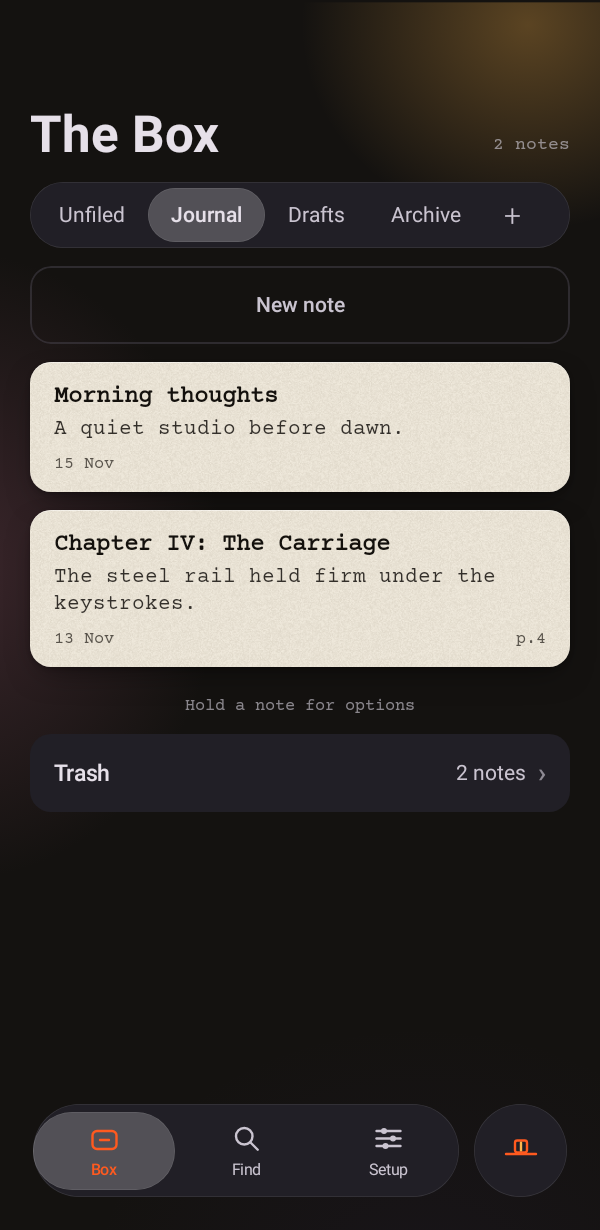 The Box
2 notes
Unfiled Journal Drafts Archive +
New note
Morning thoughts
A quiet studio before dawn.
15 Nov
Chapter IV: The Carriage
The steel rail held firm under the
keystrokes.
13 Nov p.4
Hold a note for options
Trash 2 notes ›
Box Find Setup